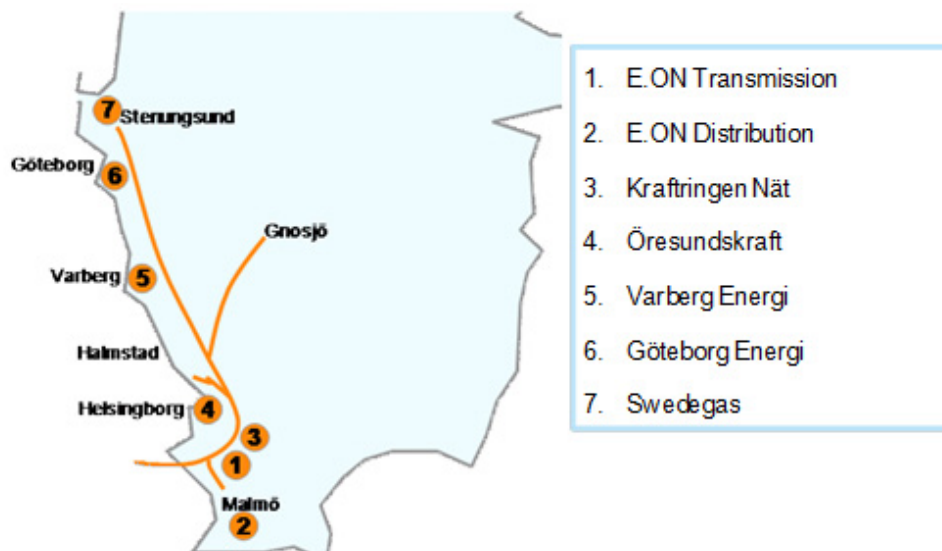 7 Stenungsund
Göteborg 6
Gnosjö
Varberg 5
Halmstad
Helsingborg 4
3
1
Malmö
2
1. E.ON Transmission
2. E.ON Distribution
3. Kraftringen Nät
4. Öresundskraft
5. Varberg Energi
6. Göteborg Energi
7. Swedegas